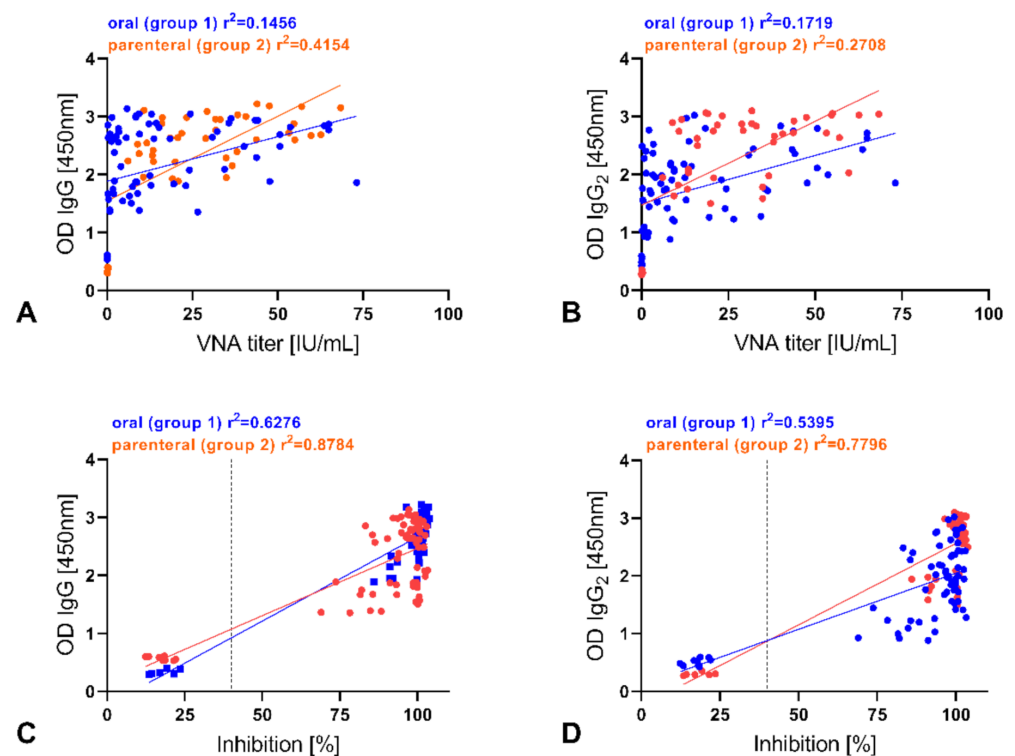 oral (group 1) r²=0.1456
parenteral (group 2) r²=0.4154
4
3
2
1
0
OD IgG [450nm]
0 25 50 75 100
VNA titer [IU/mL]
A
oral (group 1) r²=0.1719
parenteral (group 2) r²=0.2708
4
3
2
1
0
OD IgG₂ [450nm]
0 25 50 75 100
VNA titer [IU/mL]
B
oral (group 1) r²=0.6276
parenteral (group 2) r²=0.8784
4
3
2
1
0
OD IgG [450nm]
0 25 50 75 100
Inhibition [%]
C
oral (group 1) r²=0.5395
parenteral (group 2) r²=0.7796
4
3
2
1
0
OD IgG₂ [450nm]
0 25 50 75 100
Inhibition [%]
D